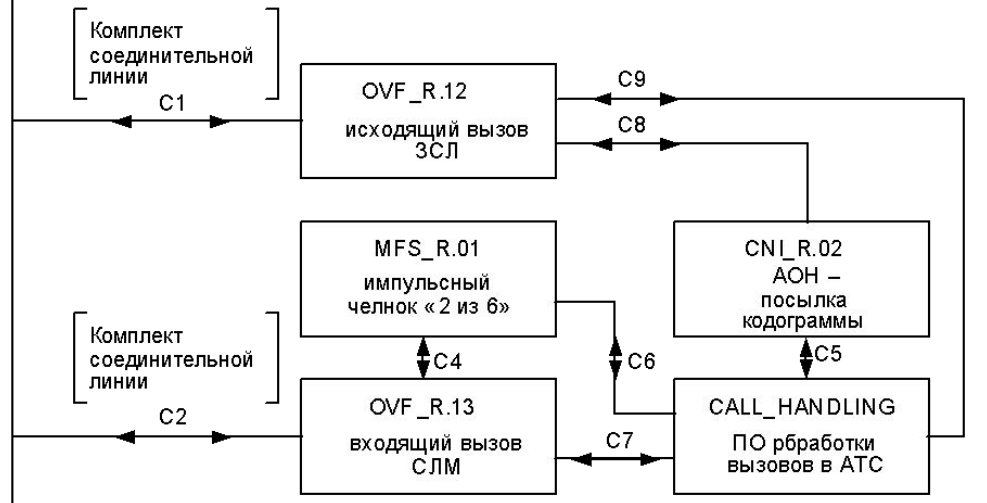 Комплект
соединительной
линии
C1
OVF_R.12
исходящий вызов
ЗСЛ
C9
C8
MFS_R.01
импульсный
челнок «2 из 6»
CNI_R.02
АОН –
посылка
кодограммы
Комплект
соединительной
линии
C2
C4
C6
C5
OVF_R.13
входящий вызов
СЛМ
C7
CALL_HANDLING
ПО рбработки
вызовов в АТС